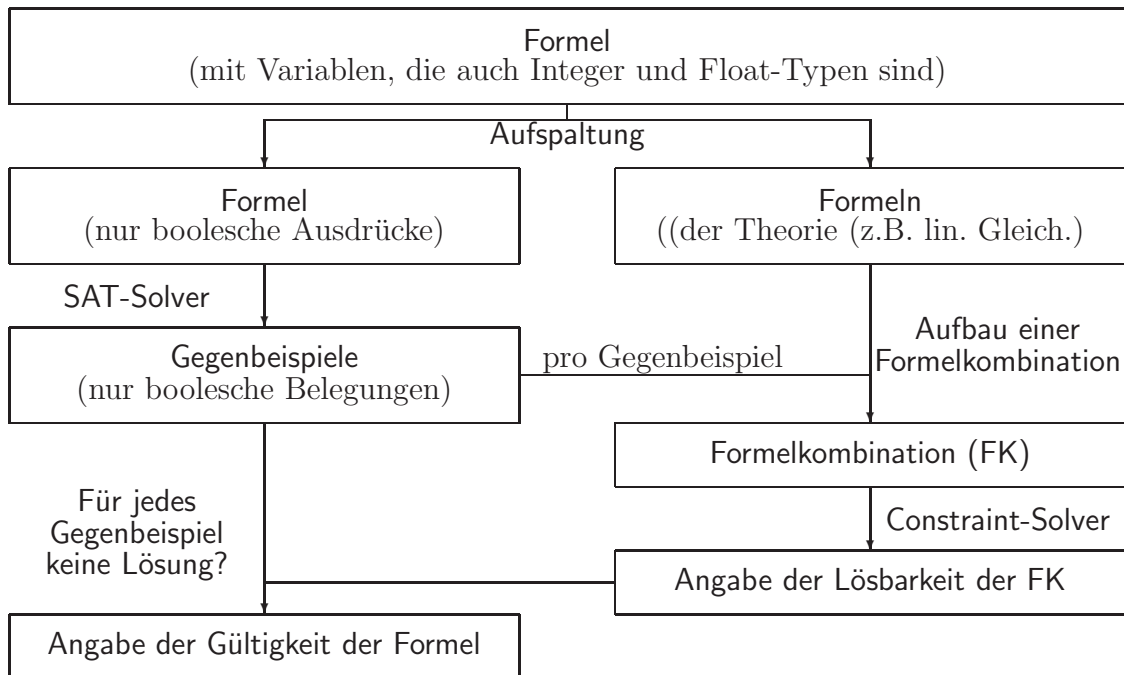 Formel
(mit Variablen, die auch Integer und Float-Typen sind)
Aufspaltung
Formel
(nur boolesche Ausdrücke)
Formeln
((der Theorie (z.B. lin. Gleich.)
SAT-Solver
Gegenbeispiele
(nur boolesche Belegungen)
pro Gegenbeispiel
Aufbau einer
Formelkombination
Formelkombination (FK)
Für jedes
Gegenbeispiel
keine Lösung?
Constraint-Solver
Angabe der Lösbarkeit der FK
Angabe der Gültigkeit der Formel